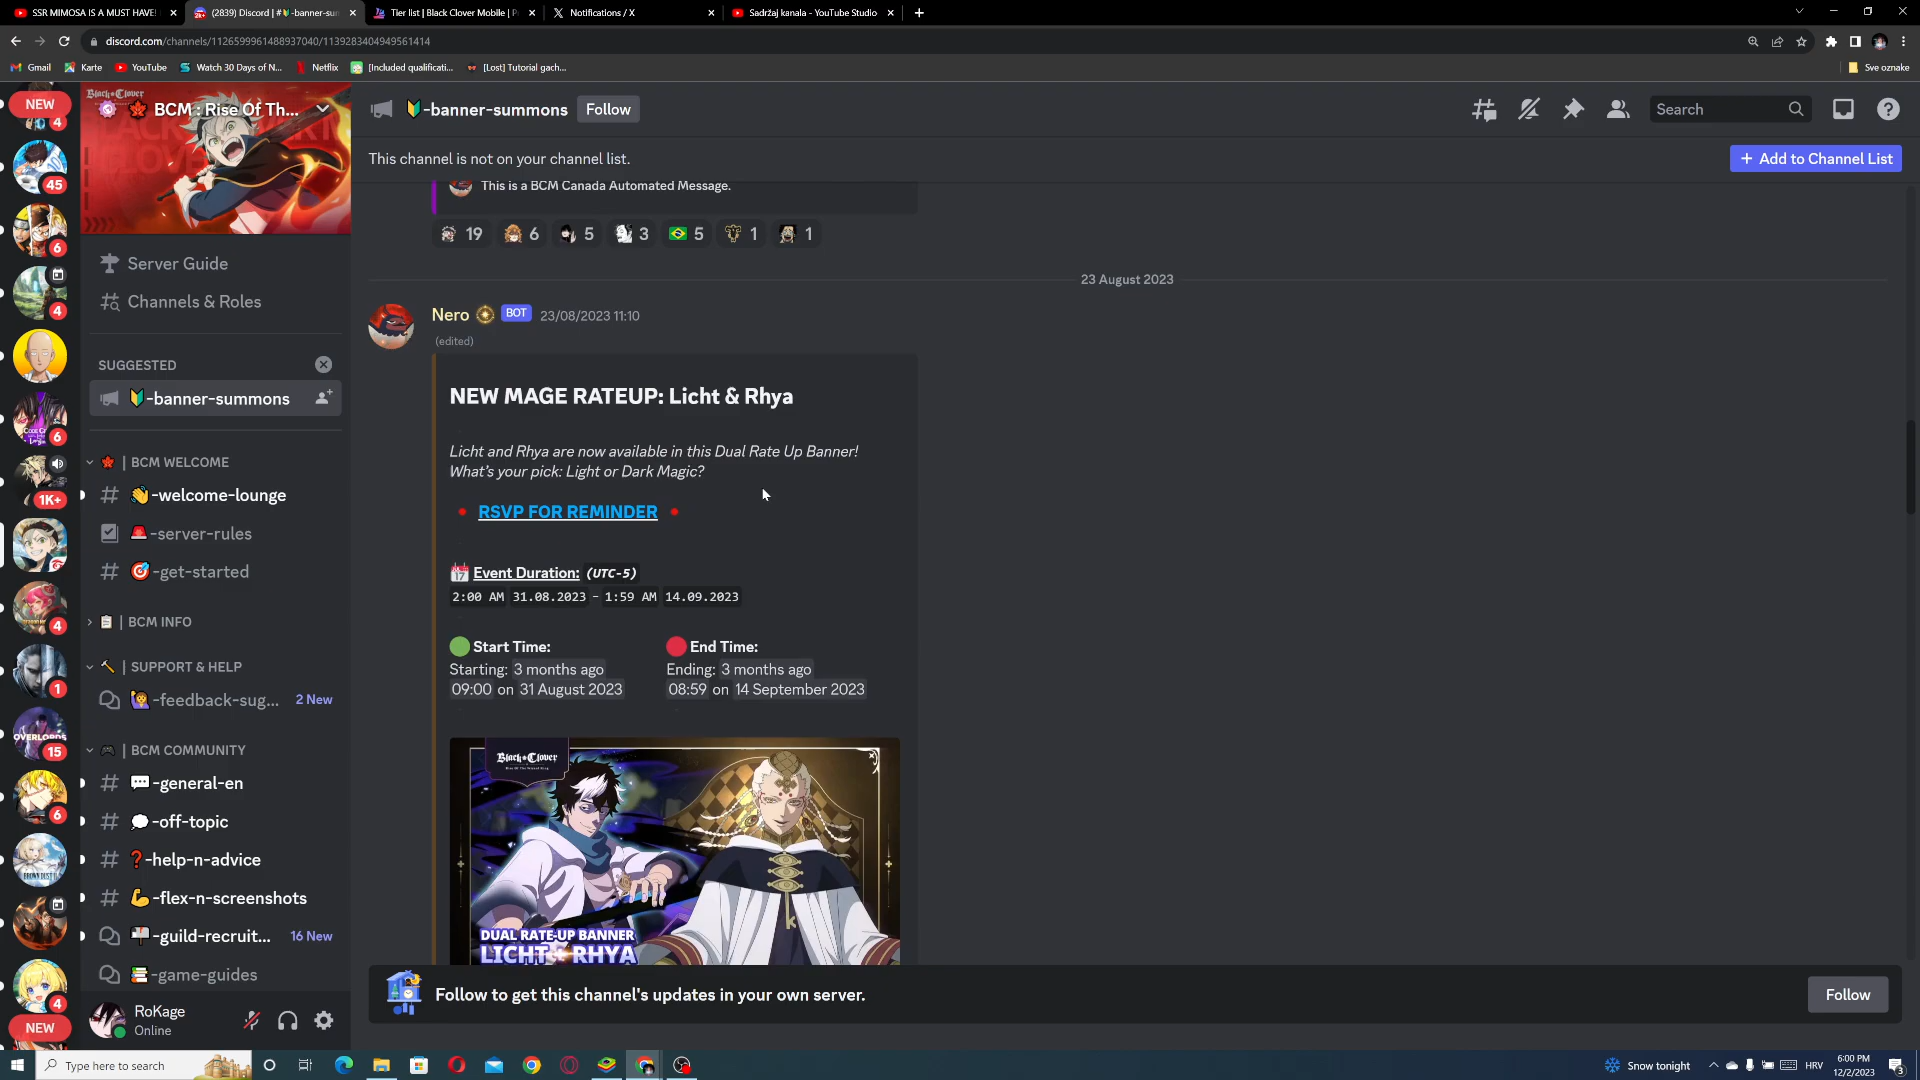 SSR MIMOSA IS A MUST HAVE!
(2839) Discord | #🔰-banner-sum
Tier list | Black Clover Mobile | P
Notifications / X
Sadržaj kanala - YouTube Studio
discord.com/channels/1126599961488937040/1139283404949561414
Gmail
Karte
YouTube
Watch 30 Days of N...
Netflix
[Included qualificati...
[Lost] Tutorial gach...
Sve oznake
NEW
4
45
6
4
6
1K+
4
1
15
6
4
NEW
Black Clover
BCM : Rise Of Th...
Server Guide
Channels & Roles
SUGGESTED
🔰-banner-summons
🍁 | BCM WELCOME
# 👋-welcome-lounge
🚨-server-rules
# 🎯-get-started
📋 | BCM INFO
🔨 | SUPPORT & HELP
🙋-feedback-sug... 2 New
🎮 | BCM COMMUNITY
# 💬-general-en
# 💭-off-topic
# ❓-help-n-advice
# 💪-flex-n-screenshots
📬-guild-recruit... 16 New
📚-game-guides
RoKage
Online
🔰-banner-summons Follow
Search
This channel is not on your channel list.
+ Add to Channel List
This is a BCM Canada Automated Message.
19 6 5 3 5 1 1
23 August 2023
Nero BOT 23/08/2023 11:10
(edited)
NEW MAGE RATEUP: Licht & Rhya
Licht and Rhya are now available in this Dual Rate Up Banner!
What's your pick: Light or Dark Magic?
• RSVP FOR REMINDER •
Event Duration: (UTC-5)
2:00 AM 31.08.2023 - 1:59 AM 14.09.2023
Start Time:
Starting: 3 months ago
09:00 on 31 August 2023
End Time:
Ending: 3 months ago
08:59 on 14 September 2023
Black Clover
DUAL RATE-UP BANNER
LICHT + RHYA
Follow to get this channel's updates in your own server.
Follow
Type here to search
Snow tonight
HRV
6:00 PM
12/2/2023
3